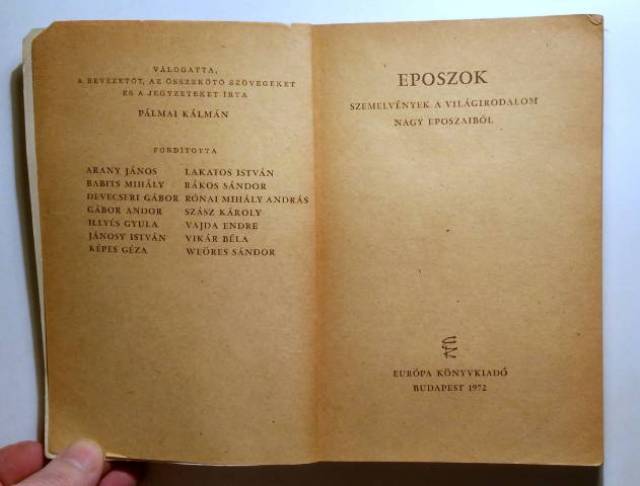 VÁLOGATTA,
A BEVEZETŐT, AZ ÖSSZEKÖTŐ SZÖVEGEKET
ÉS A JEGYZETEKET ÍRTA
PÁLMAI KÁLMÁN
FORDÍTOTTA
ARANY JÁNOS
BABITS MIHÁLY
DEVECSERI GÁBOR
GÁBOR ANDOR
ILLYÉS GYULA
JÁNOSY ISTVÁN
KÉPES GÉZA
LAKATOS ISTVÁN
RÁKOS SÁNDOR
RÓNAI MIHÁLY ANDRÁS
SZÁSZ KÁROLY
VAJDA ENDRE
VIKÁR BÉLA
WEÖRES SÁNDOR
EPOSZOK
SZEMELVÉNYEK A VILÁGIRODALOM
NAGY EPOSZAIBÓL
EURÓPA KÖNYVKIADÓ
BUDAPEST 1972